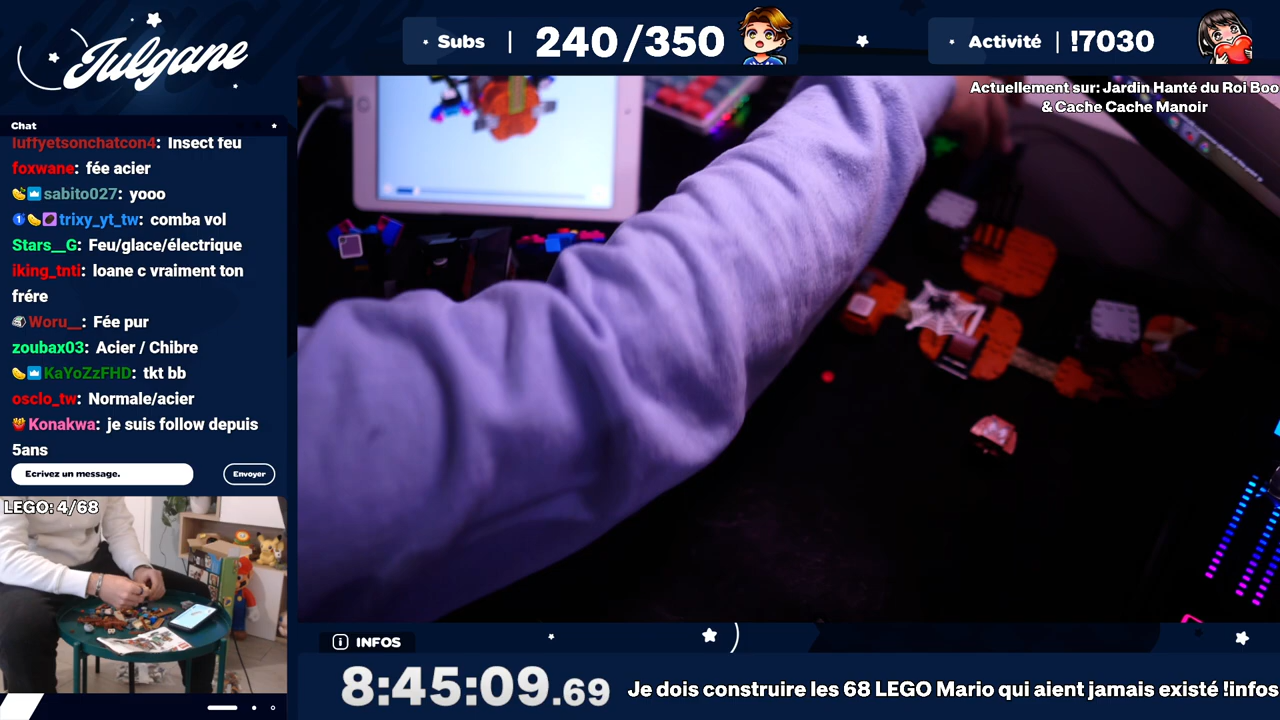 Julgane
Subs | 240/350
Activité | !7030
Actuellement sur: Jardin Hanté du Roi Boo
& Cache Cache Manoir
Chat
luffyetsonchatcon4: Insect feu
foxwane: fée acier
sabito027: yooo
1 trixy_yt_tw: comba vol
Stars__G: Feu/glace/électrique
iking_tnti: loane c vraiment ton
frére
Woru__: Fée pur
zoubax03: Acier / Chibre
KaYoZzFHD: tkt bb
osclo_tw: Normale/acier
Konakwa: je suis follow depuis
5ans
Ecrivez un message.
Envoyer
LEGO: 4/68
i INFOS
8:45:09.69
Je dois construire les 68 LEGO Mario qui aient jamais existé !infos